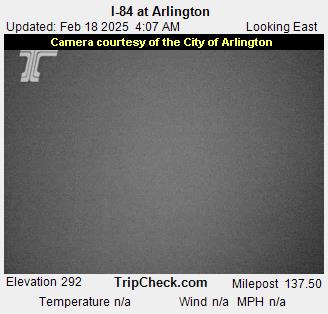 I-84 at Arlington
Updated: Feb 18 2025 4:07 AM Looking East
Camera courtesy of the City of Arlington
Elevation 292 TripCheck.com Milepost 137.50
Temperature n/a Wind n/a MPH n/a